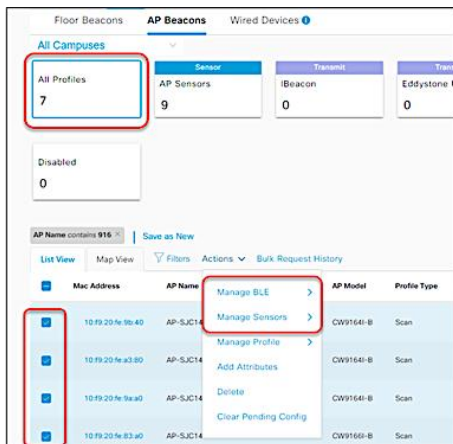 Floor Beacons AP Beacons Wired Devices
All Campuses
All Profiles
7
Sensor
AP Sensors
9
Transmit
IBeacon
0
Eddystone
0
Disabled
0
AP Name contains 916 × Save as New
List View Map View Filters Actions Bulk Request History
Mac Address AP Name AP Model Profile Type
Manage BLE >
Manage Sensors >
Manage Profile >
Add Attributes
Delete
Clear Pending Config
10:f9:20:fe:9b:40 AP-SJC14 CW9164I-B Scan
10:f9:20:fe:a3:80 AP-SJC14 CW9164I-B Scan
10:f9:20:fe:9a:a0 AP-SJC14 CW9164I-B Scan
10:f9:20:fe:83:a0 AP-SJC14 CW9166I-B Scan